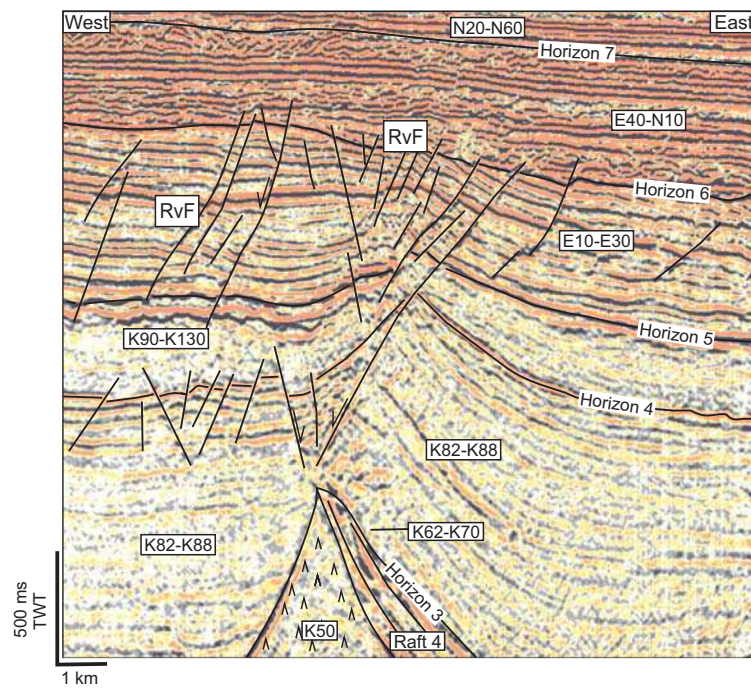 West
N20-N60
East
Horizon 7
E40-N10
RvF
Horizon 6
RvF
E10-E30
K90-K130
Horizon 5
Horizon 4
K82-K88
K82-K88
K62-K70
Horizon 3
K50
Raft 4
500 ms
TWT
1 km